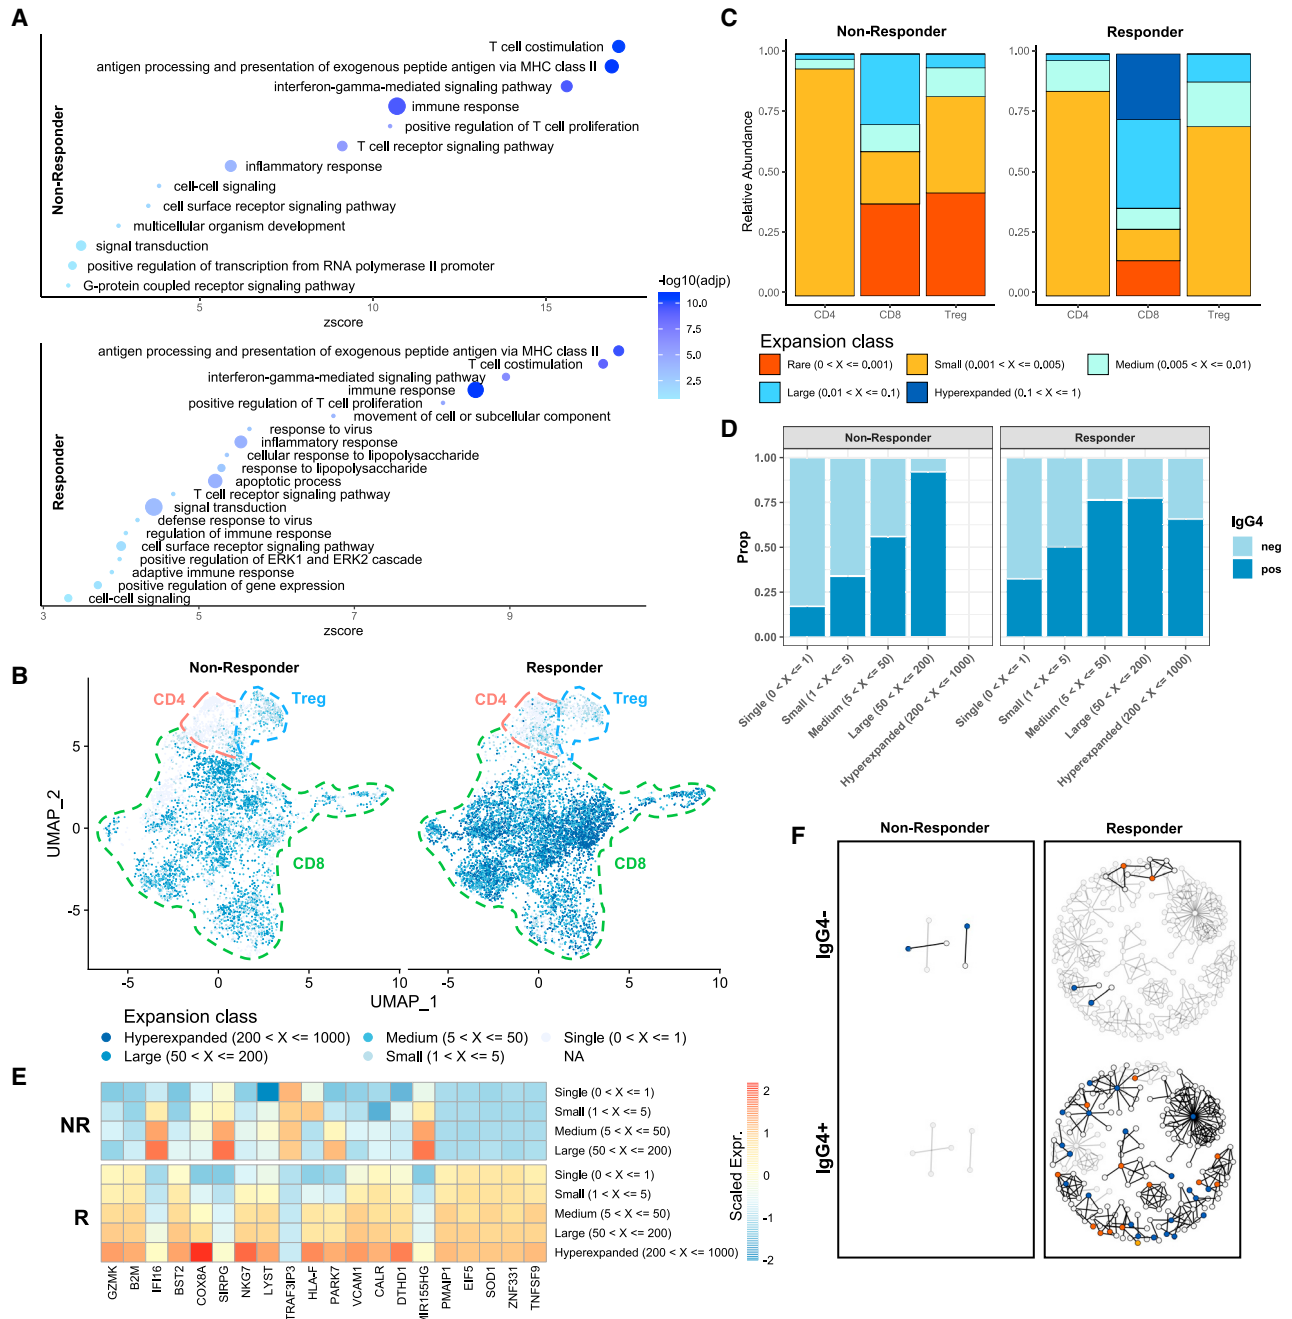 A
Non-Responder
T cell costimulation
antigen processing and presentation of exogenous peptide antigen via MHC class II
interferon-gamma-mediated signaling pathway
immune response
positive regulation of T cell proliferation
T cell receptor signaling pathway
inflammatory response
cell-cell signaling
cell surface receptor signaling pathway
multicellular organism development
signal transduction
positive regulation of transcription from RNA polymerase II promoter
G-protein coupled receptor signaling pathway
5
10
15
zscore
-log10(adjp)
10.0
7.5
5.0
2.5
Responder
antigen processing and presentation of exogenous peptide antigen via MHC class II
T cell costimulation
interferon-gamma-mediated signaling pathway
immune response
positive regulation of T cell proliferation
movement of cell or subcellular component
response to virus
inflammatory response
cellular response to lipopolysaccharide
response to lipopolysaccharide
apoptotic process
T cell receptor signaling pathway
signal transduction
defense response to virus
regulation of immune response
cell surface receptor signaling pathway
positive regulation of ERK1 and ERK2 cascade
adaptive immune response
positive regulation of gene expression
cell-cell signaling
3
5
7
9
zscore
B
Non-Responder
Responder
CD4
Treg
CD8
CD4
Treg
CD8
UMAP_2
5
0
-5
-5
0
5
10
-5
0
5
10
UMAP_1
Expansion class
Hyperexpanded (200 < X <= 1000)
Medium (5 < X <= 50)
Single (0 < X <= 1)
Large (50 < X <= 200)
Small (1 < X <= 5)
NA
C
Non-Responder
Responder
Relative Abundance
1.00
0.75
0.50
0.25
0.00
1.00
0.75
0.50
0.25
0.00
CD4
CD8
Treg
CD4
CD8
Treg
Expansion class
Rare (0 < X <= 0.001)
Small (0.001 < X <= 0.005)
Medium (0.005 < X <= 0.01)
Large (0.01 < X <= 0.1)
Hyperexpanded (0.1 < X <= 1)
D
Non-Responder
Responder
Prop
1.00
0.75
0.50
0.25
0.00
Single (0 < X <= 1)
Small (1 < X <= 5)
Medium (5 < X <= 50)
Large (50 < X <= 200)
Hyperexpanded (200 < X <= 1000)
Single (0 < X <= 1)
Small (1 < X <= 5)
Medium (5 < X <= 50)
Large (50 < X <= 200)
Hyperexpanded (200 < X <= 1000)
IgG4
neg
pos
E
NR
Single (0 < X <= 1)
Small (1 < X <= 5)
Medium (5 < X <= 50)
Large (50 < X <= 200)
R
Single (0 < X <= 1)
Small (1 < X <= 5)
Medium (5 < X <= 50)
Large (50 < X <= 200)
Hyperexpanded (200 < X <= 1000)
GZMK
B2M
IFI16
BST2
COX8A
SIRPG
NKG7
LYST
TRAF3IP3
HLA-F
PARK7
VCAM1
CALR
DTHD1
MIR155HG
PMAIP1
EIF5
SOD1
ZNF331
TNFSF9
Scaled Expr.
2
1
0
-1
-2
F
Non-Responder
Responder
IgG4-
IgG4+